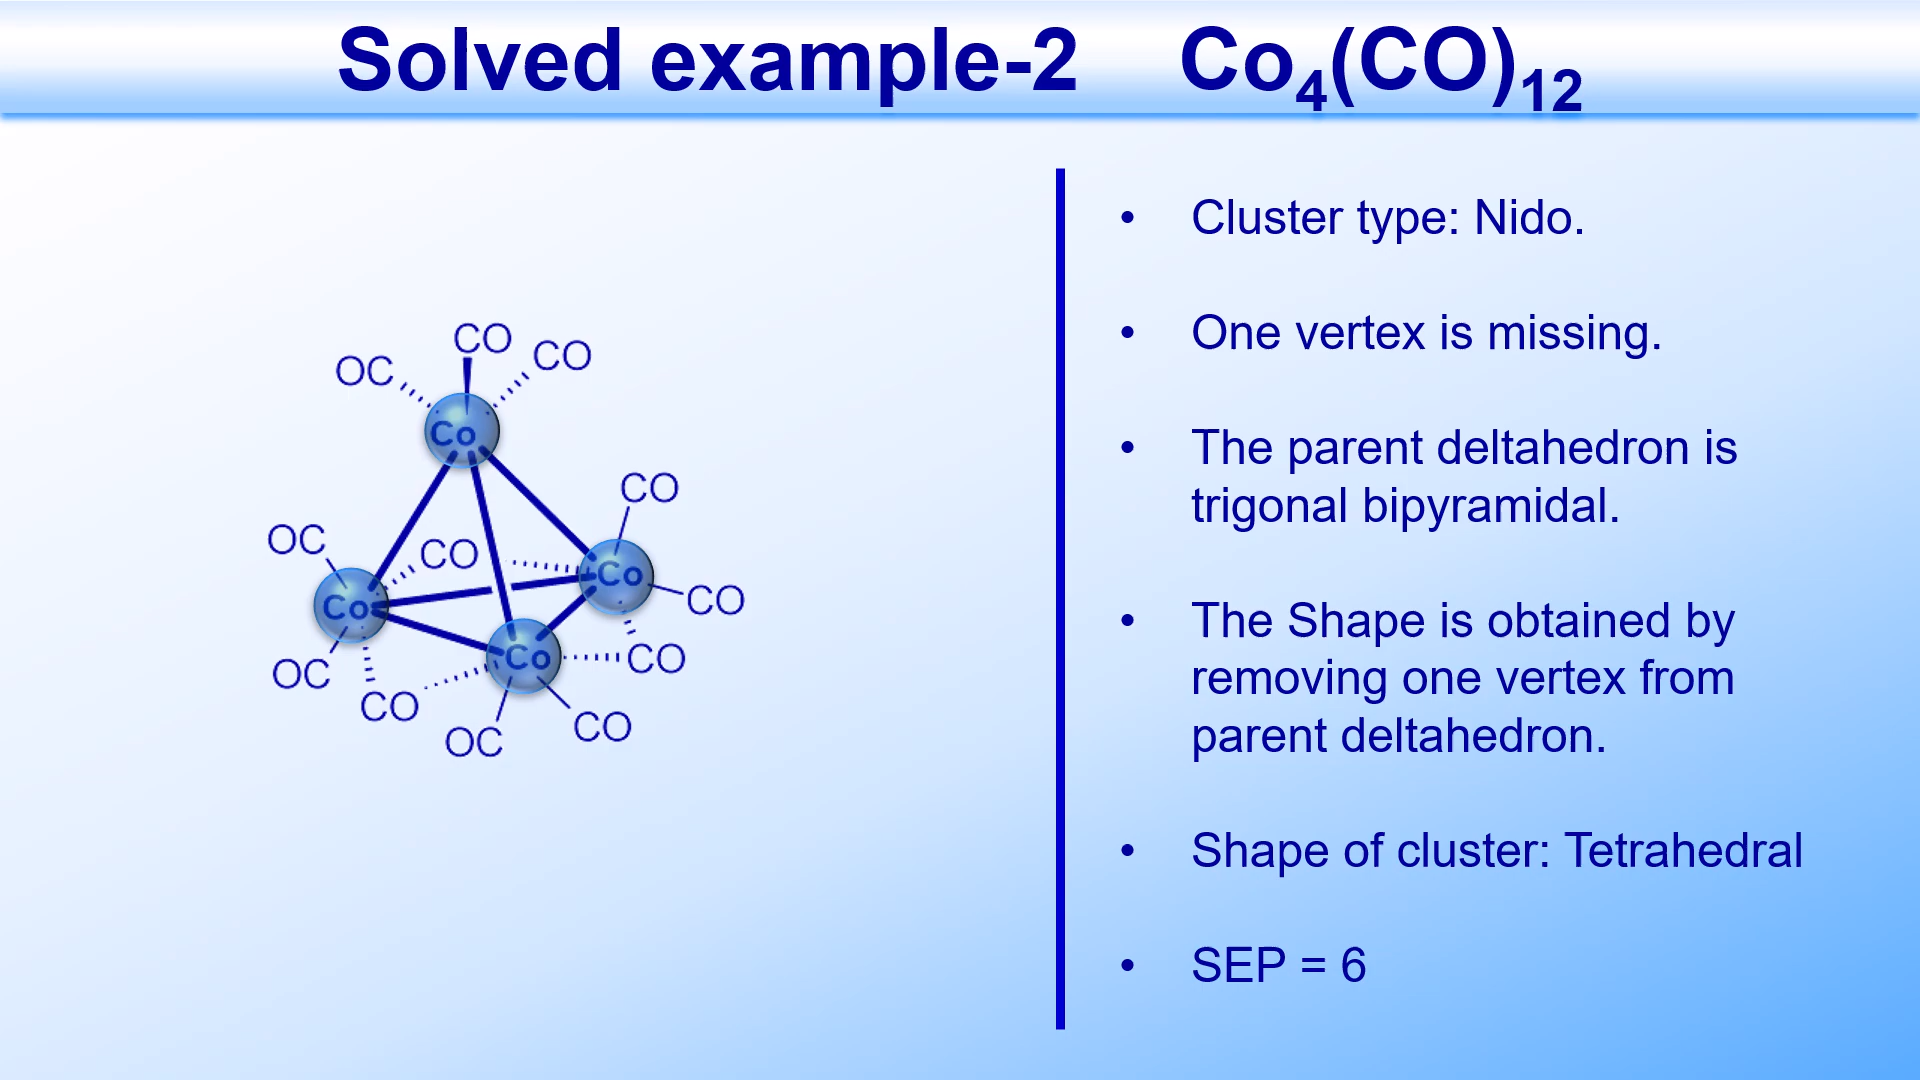 Solved example-2 Co₄(CO)₁₂
CO
OC
CO
Co
CO
OC
CO
Co
Co
CO
Co
CO
OC
CO
OC
CO
• Cluster type: Nido.
• One vertex is missing.
• The parent deltahedron is
trigonal bipyramidal.
• The Shape is obtained by
removing one vertex from
parent deltahedron.
• Shape of cluster: Tetrahedral
• SEP = 6